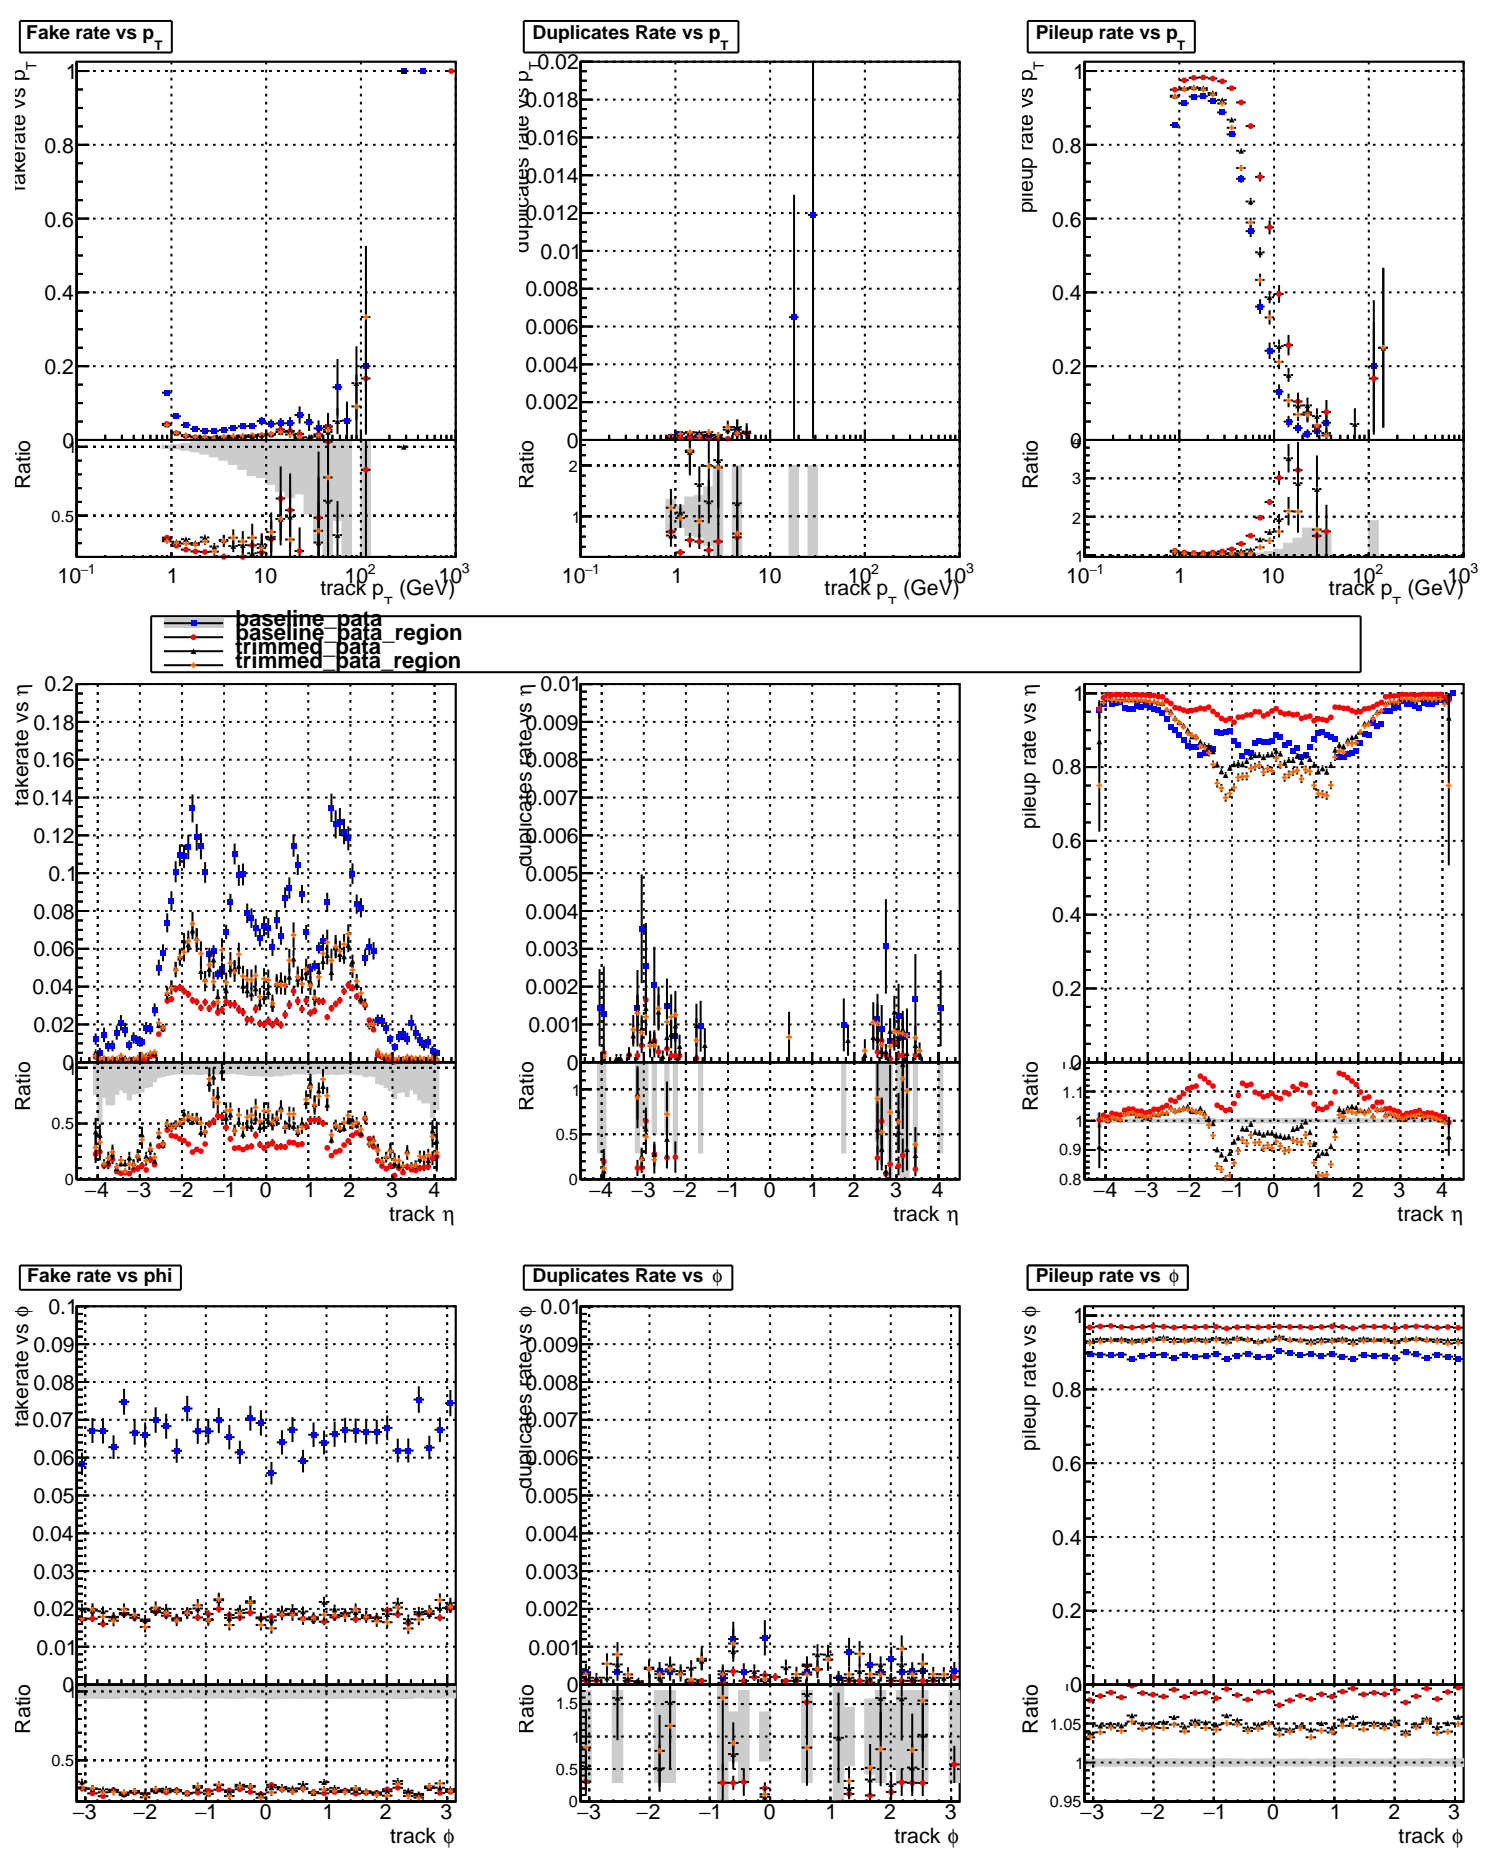 Fake rate vs p_T
Duplicates Rate vs p_T
Pileup rate vs p_T
fakerate vs p_T
1
0.8
0.6
0.4
0.2
0
Ratio
1
0.5
10^−1
1
10
10^2
10^3
track p_T (GeV)
duplicates rate vs p_T
0.02
0.018
0.016
0.014
0.012
0.01
0.008
0.006
0.004
0.002
0
Ratio
2
1
10^−1
1
10
10^2
10^3
track p_T (GeV)
pileup rate vs p_T
1
0.8
0.6
0.4
0.2
0
Ratio
3
2
1
10^−1
1
10
10^2
10^3
track p_T (GeV)
baseline_pata
baseline_pata_region
trimmed_pata
trimmed_pata_region
fakerate vs η
0.2
0.18
0.16
0.14
0.12
0.1
0.08
0.06
0.04
0.02
0
Ratio
1
0.5
0
−4 −3 −2 −1 0 1 2 3 4
track η
duplicates rate vs η
0.01
0.009
0.008
0.007
0.006
0.005
0.004
0.003
0.002
0.001
0
Ratio
1
0.5
0
−4 −3 −2 −1 0 1 2 3 4
track η
pileup rate vs η
1
0.8
0.6
0.4
0.2
0
Ratio
1.1
1
0.9
0.8
−4 −3 −2 −1 0 1 2 3 4
track η
Fake rate vs phi
Duplicates Rate vs ϕ
Pileup rate vs ϕ
fakerate vs ϕ
0.1
0.09
0.08
0.07
0.06
0.05
0.04
0.03
0.02
0.01
0
Ratio
1
0.5
−3 −2 −1 0 1 2 3
track ϕ
duplicates rate vs ϕ
0.01
0.009
0.008
0.007
0.006
0.005
0.004
0.003
0.002
0.001
0
Ratio
1.5
1
0.5
0
−3 −2 −1 0 1 2 3
track ϕ
pileup rate vs ϕ
1
0.8
0.6
0.4
0.2
0
Ratio
1.05
1
0.95
−3 −2 −1 0 1 2 3
track ϕ